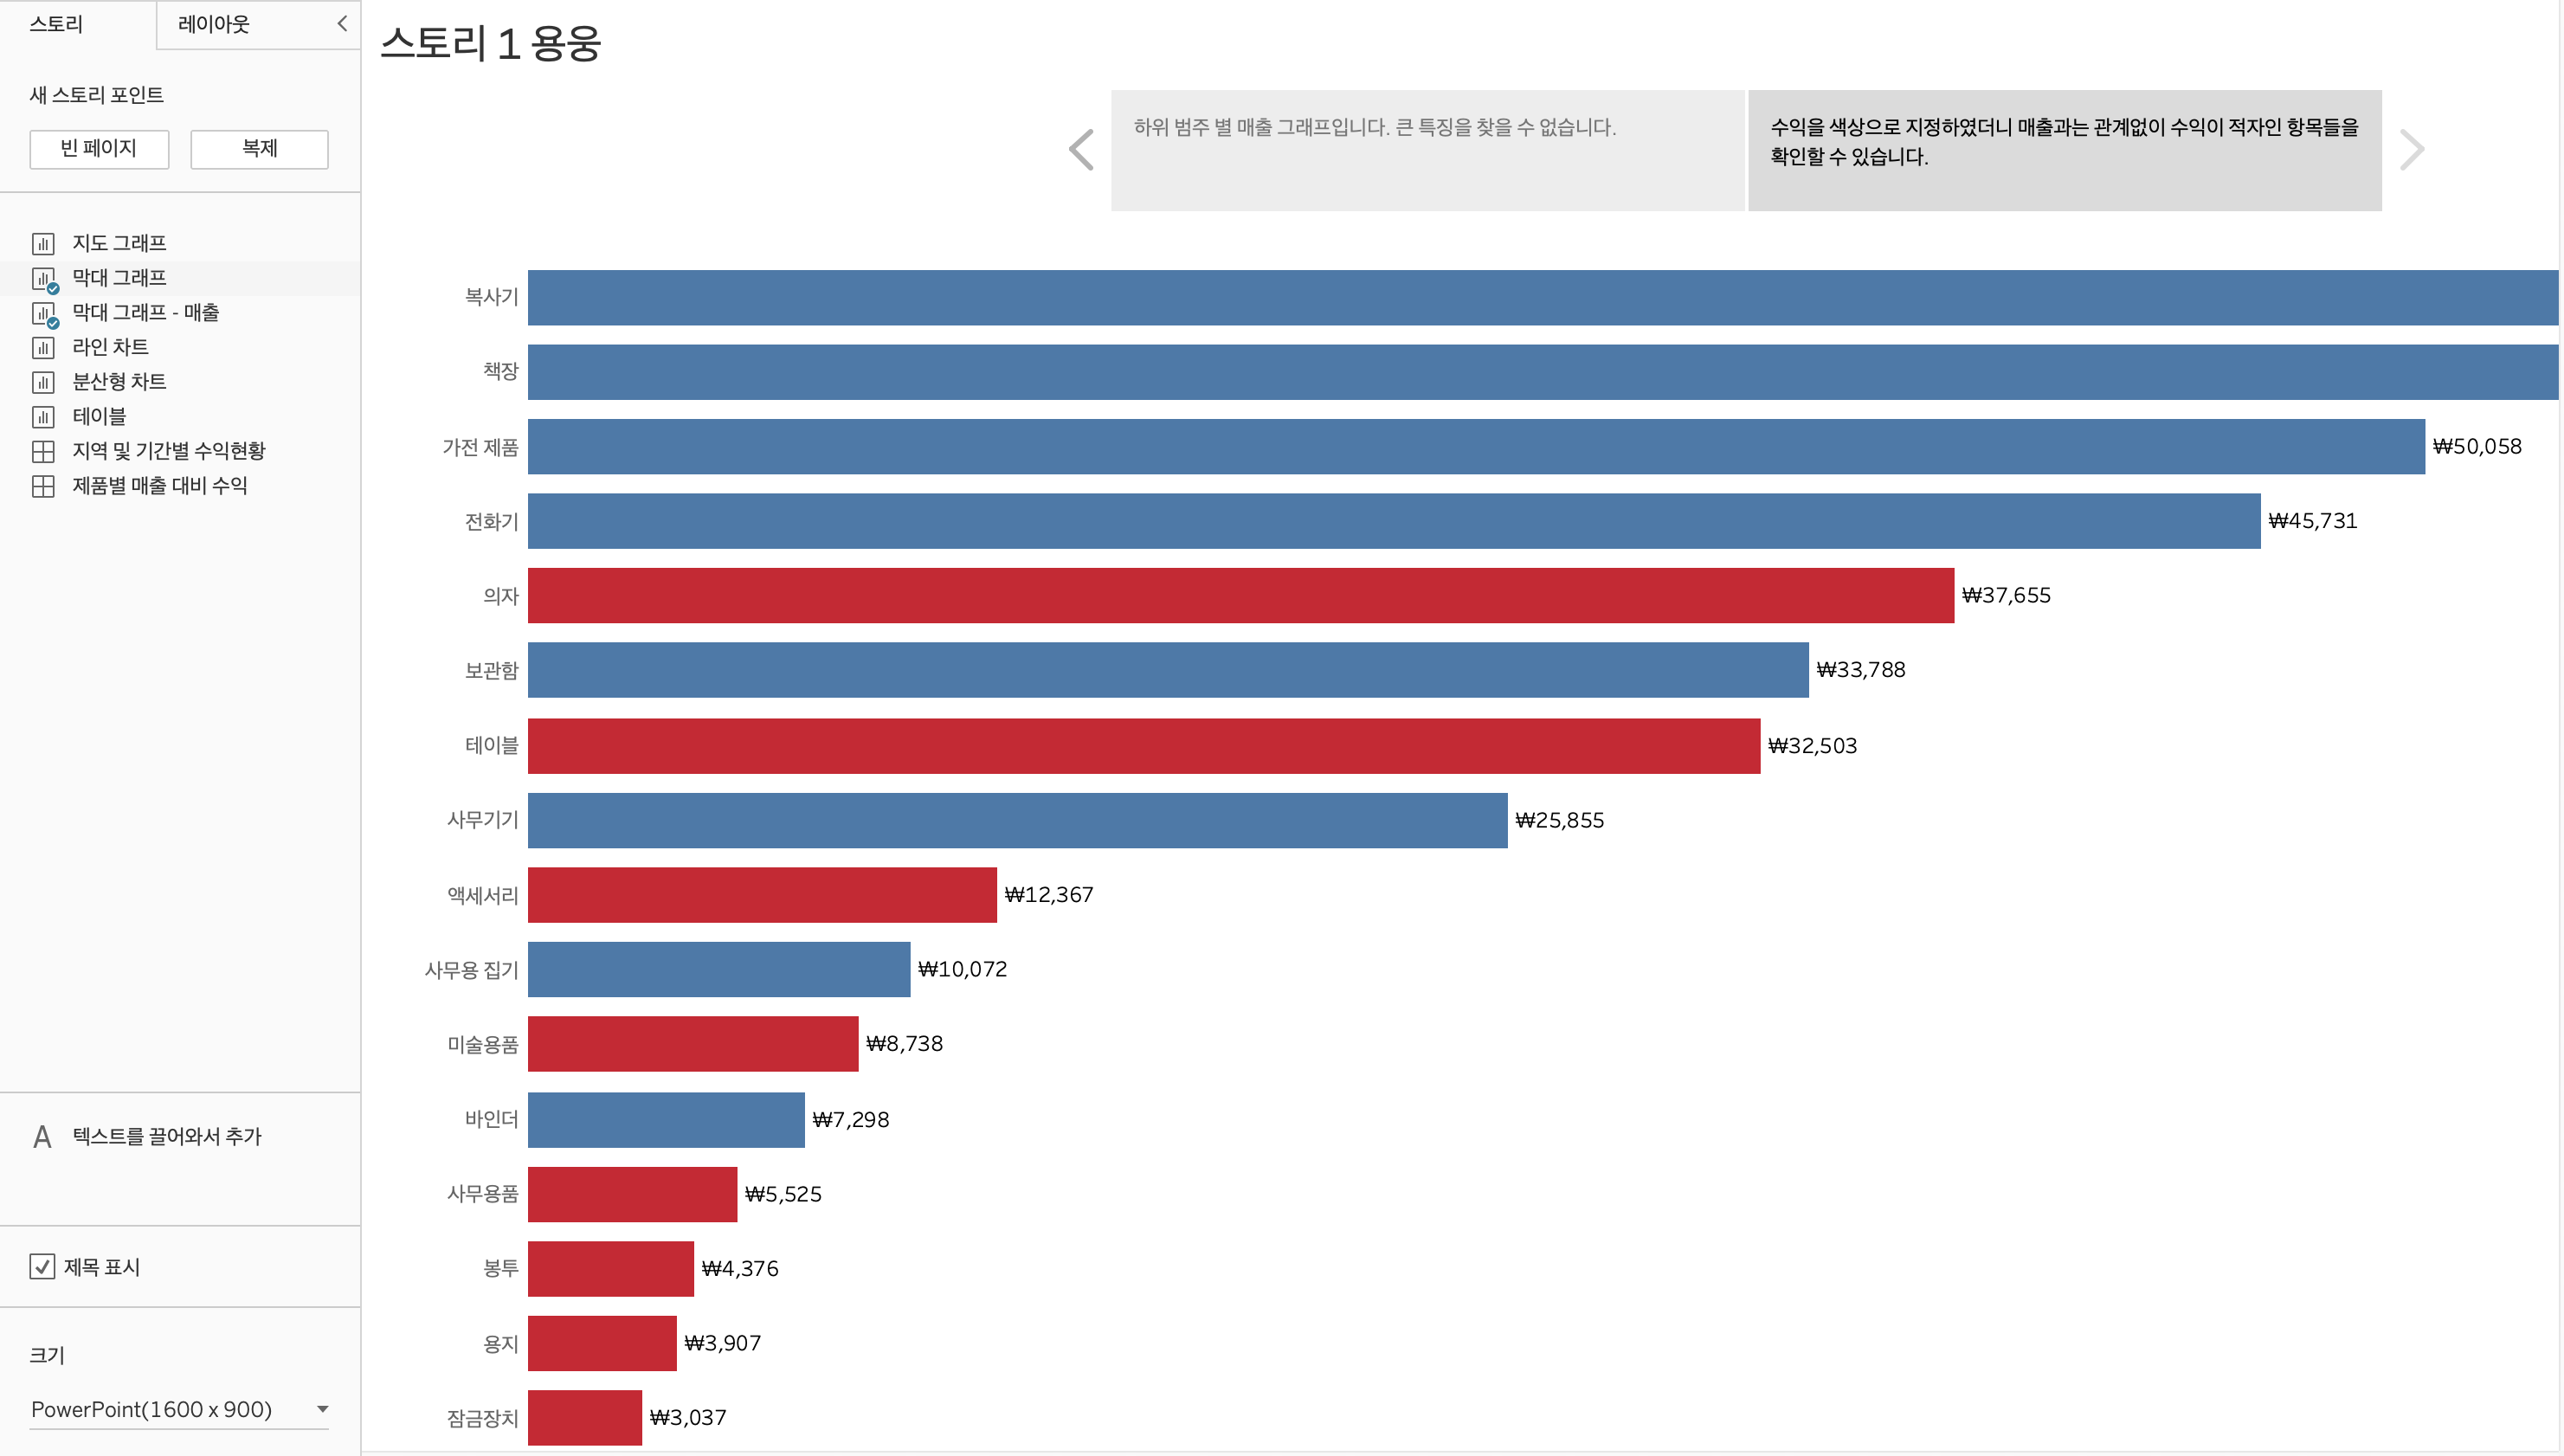 스토리
레이아웃
새 스토리 포인트
빈 페이지
복제
지도 그래프
막대 그래프
막대 그래프 - 매출
라인 차트
분산형 차트
테이블
지역 및 기간별 수익현황
제품별 매출 대비 수익
A 텍스트를 끌어와서 추가
제목 표시
크기
PowerPoint(1600 x 900)
스토리 1 용웅
하위 범주 별 매출 그래프입니다. 큰 특징을 찾을 수 없습니다.
수익을 색상으로 지정하였더니 매출과는 관계없이 수익이 적자인 항목들을
확인할 수 있습니다.
복사기
책장
가전 제품 ₩50,058
전화기 ₩45,731
의자 ₩37,655
보관함 ₩33,788
테이블 ₩32,503
사무기기 ₩25,855
액세서리 ₩12,367
사무용 집기 ₩10,072
미술용품 ₩8,738
바인더 ₩7,298
사무용품 ₩5,525
봉투 ₩4,376
용지 ₩3,907
잠금장치 ₩3,037